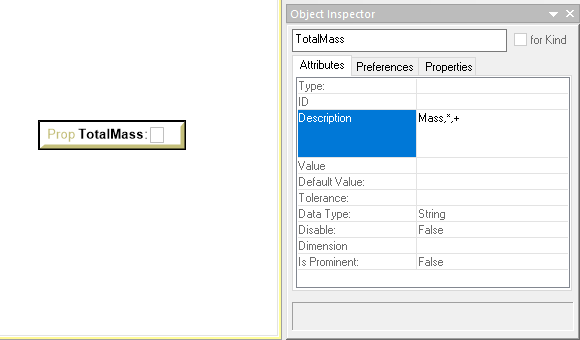 Prop TotalMass:
Object Inspector
TotalMass
for Kind
Attributes Preferences Properties
Type:
ID
Description Mass,*,+
Value
Default Value:
Tolerance:
Data Type: String
Disable: False
Dimension
Is Prominent: False